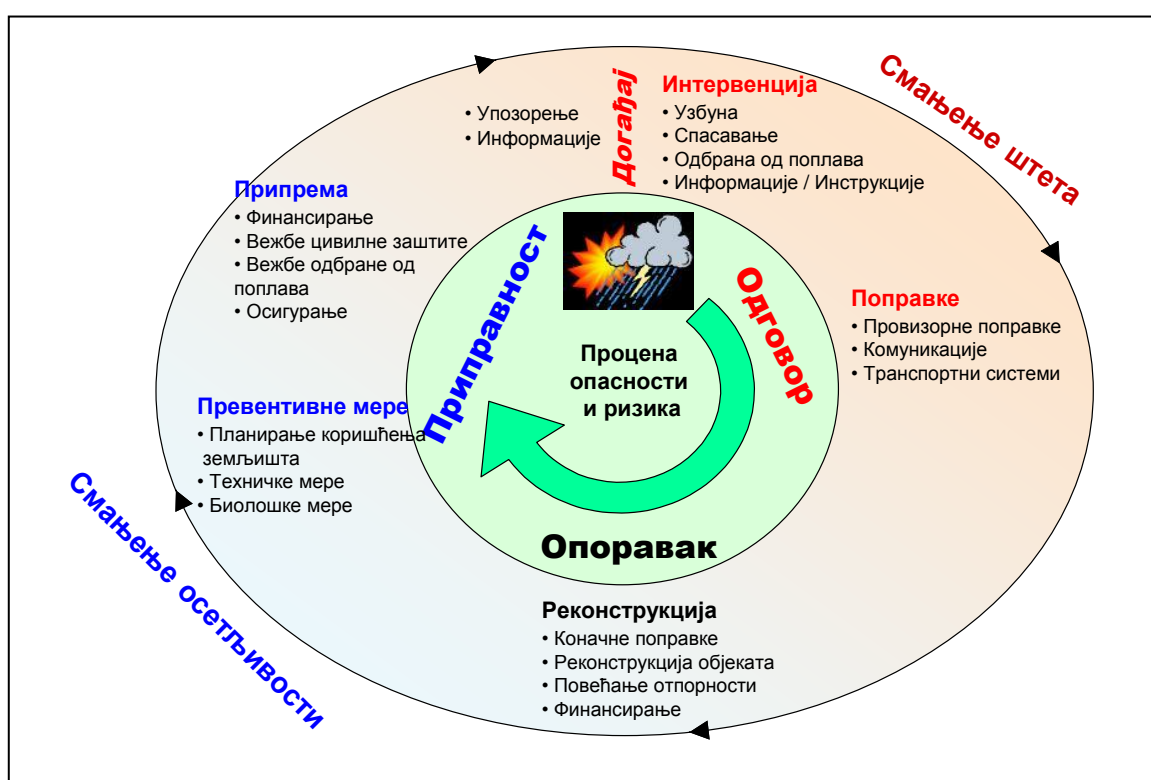 Догађај
• Упозорење
• Информације
Интервенција
• Узбуна
• Спасавање
• Одбрана од поплава
• Информације / Инструкције
Смањење штета
Припрема
• Финансирање
• Вежбе цивилне заштите
• Вежбе одбране од
поплава
• Осигурање
Приправност
Одговор
Процена
опасности
и ризика
Поправке
• Провизорне поправке
• Комуникације
• Транспортни системи
Превентивне мере
• Планирање коришћења
земљишта
• Техничке мере
• Биолошке мере
Смањење осетљивости
Опоравак
Реконструкција
• Коначне поправке
• Реконструкција објеката
• Повећање отпорности
• Финансирање